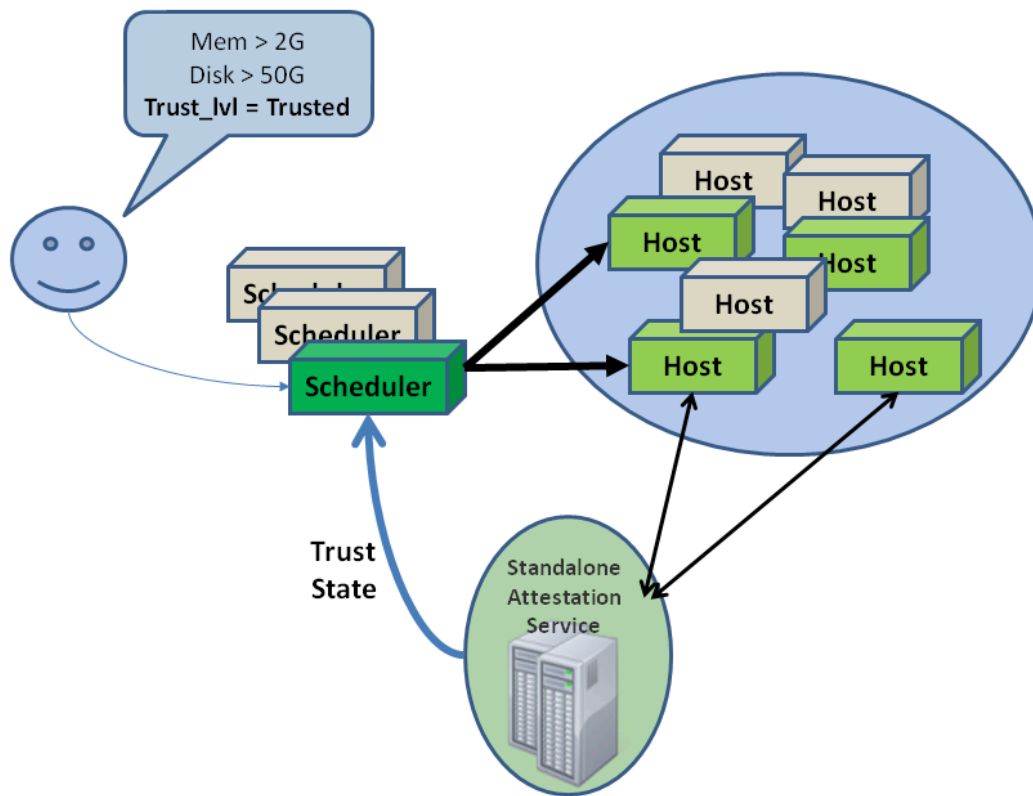 Mem > 2G
Disk > 50G
Trust_lvl = Trusted
Host
Host
Host
Host
Host
Host
Host
Scheduler
Scheduler
Trust
State
Standalone
Attestation
Service